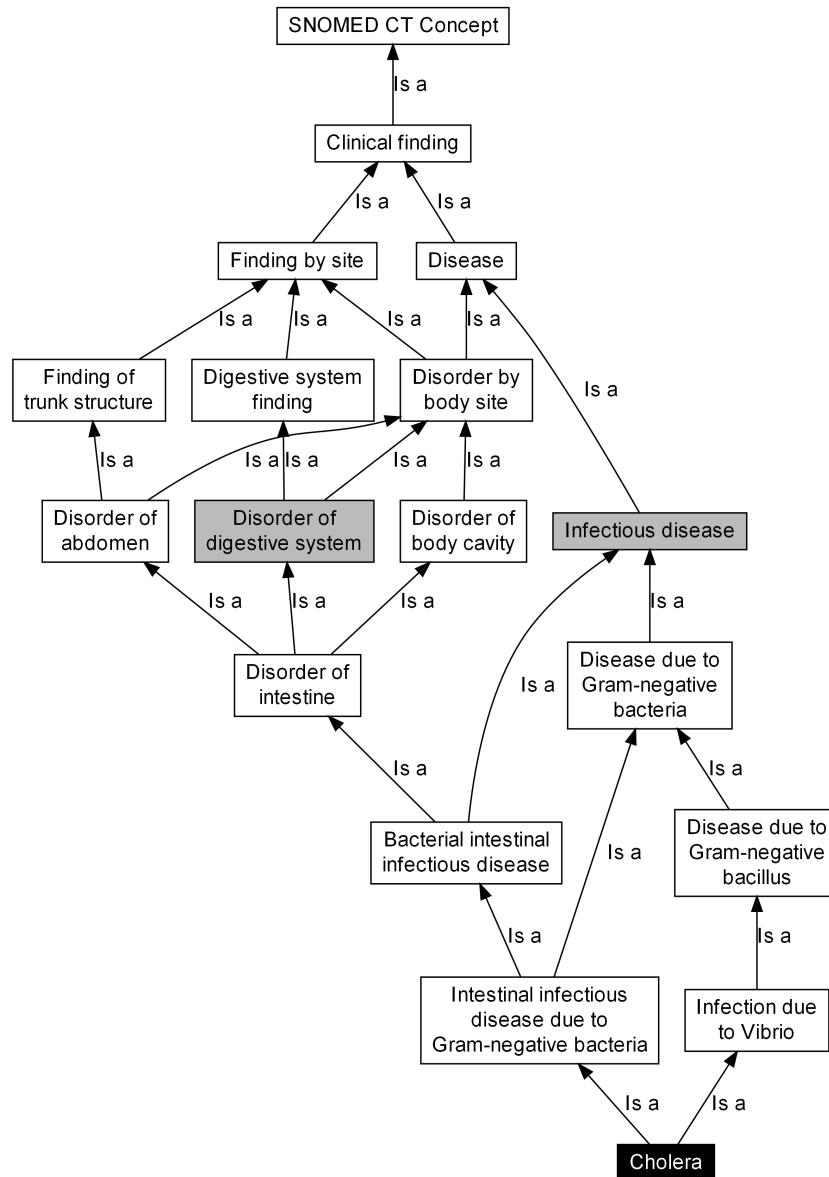 SNOMED CT Concept
Is a
Clinical finding
Is a
Is a
Finding by site
Disease
Is a
Is a
Is a
Is a
Finding of
trunk structure
Digestive system
finding
Disorder by
body site
Is a
Is a
Is a
Is a
Is a
Is a
Disorder of
abdomen
Disorder of
digestive system
Disorder of
body cavity
Infectious disease
Is a
Is a
Is a
Is a
Disorder of
intestine
Disease due to
Gram-negative
bacteria
Is a
Is a
Is a
Bacterial intestinal
infectious disease
Disease due to
Gram-negative
bacillus
Is a
Is a
Is a
Intestinal infectious
disease due to
Gram-negative bacteria
Infection due
to Vibrio
Is a
Is a
Cholera